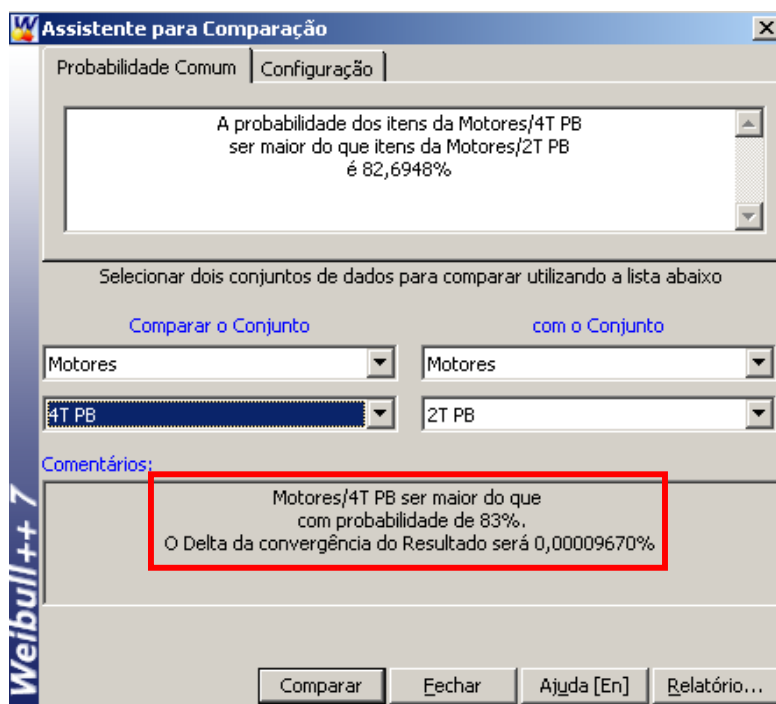 Assistente para Comparação
Probabilidade Comum
Configuração
A probabilidade dos itens da Motores/4T PB
ser maior do que itens da Motores/2T PB
é 82,6948%
Selecionar dois conjuntos de dados para comparar utilizando a lista abaixo
Comparar o Conjunto
com o Conjunto
Motores
Motores
4T PB
2T PB
Comentários:
Motores/4T PB ser maior do que
com probabilidade de 83%.
O Delta da convergência do Resultado será 0,00009670%
Weibull++ 7
Comparar
Fechar
Ajuda [En]
Relatório...